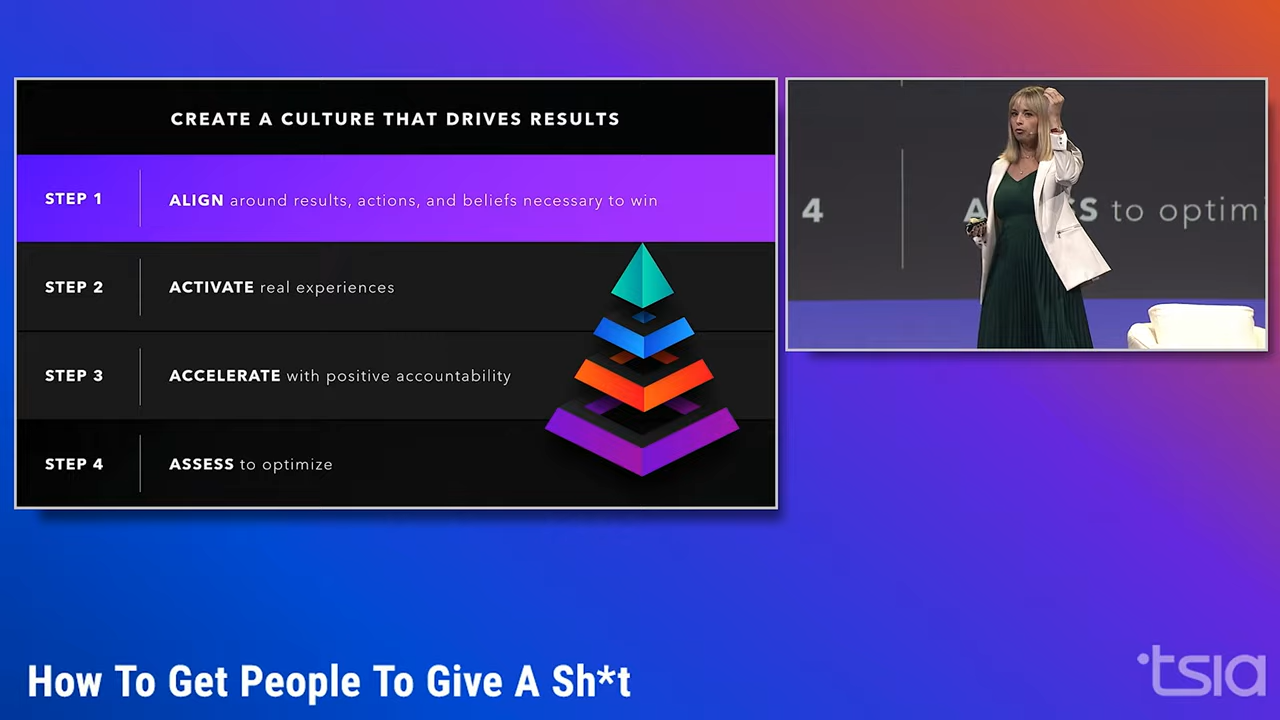 CREATE A CULTURE THAT DRIVES RESULTS
STEP 1 ALIGN around results, actions, and beliefs necessary to win
STEP 2 ACTIVATE real experiences
STEP 3 ACCELERATE with positive accountability
STEP 4 ASSESS to optimize
4 A SS to optimi
How To Get People To Give A Sh*t
tsia